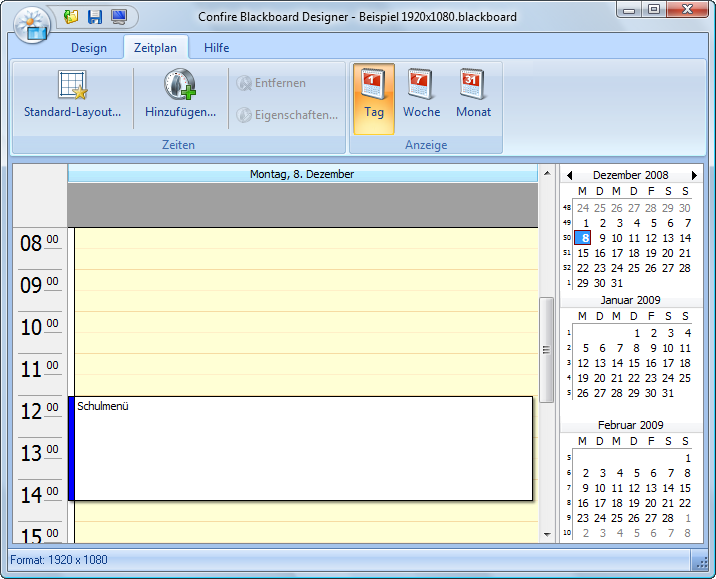 Confire Blackboard Designer - Beispiel 1920x1080.blackboard
Design Zeitplan Hilfe
Standard-Layout... Hinzufügen... Entfernen
Eigenschaften...
1 7 31
Tag Woche Monat
Zeiten Anzeige
Montag, 8. Dezember
08 00
09 00
10 00
11 00
12 00
13 00
14 00
15 00
Schulmenü
Dezember 2008
M D M D F S S
48 24 25 26 27 28 29 30
49 1 2 3 4 5 6 7
50 8 9 10 11 12 13 14
51 15 16 17 18 19 20 21
52 22 23 24 25 26 27 28
1 29 30 31
Januar 2009
M D M D F S S
1 1 2 3 4
2 5 6 7 8 9 10 11
3 12 13 14 15 16 17 18
4 19 20 21 22 23 24 25
5 26 27 28 29 30 31
Februar 2009
M D M D F S S
5 1
6 2 3 4 5 6 7 8
7 9 10 11 12 13 14 15
8 16 17 18 19 20 21 22
9 23 24 25 26 27 28 1
10 2 3 4 5 6 7 8
Format: 1920 x 1080